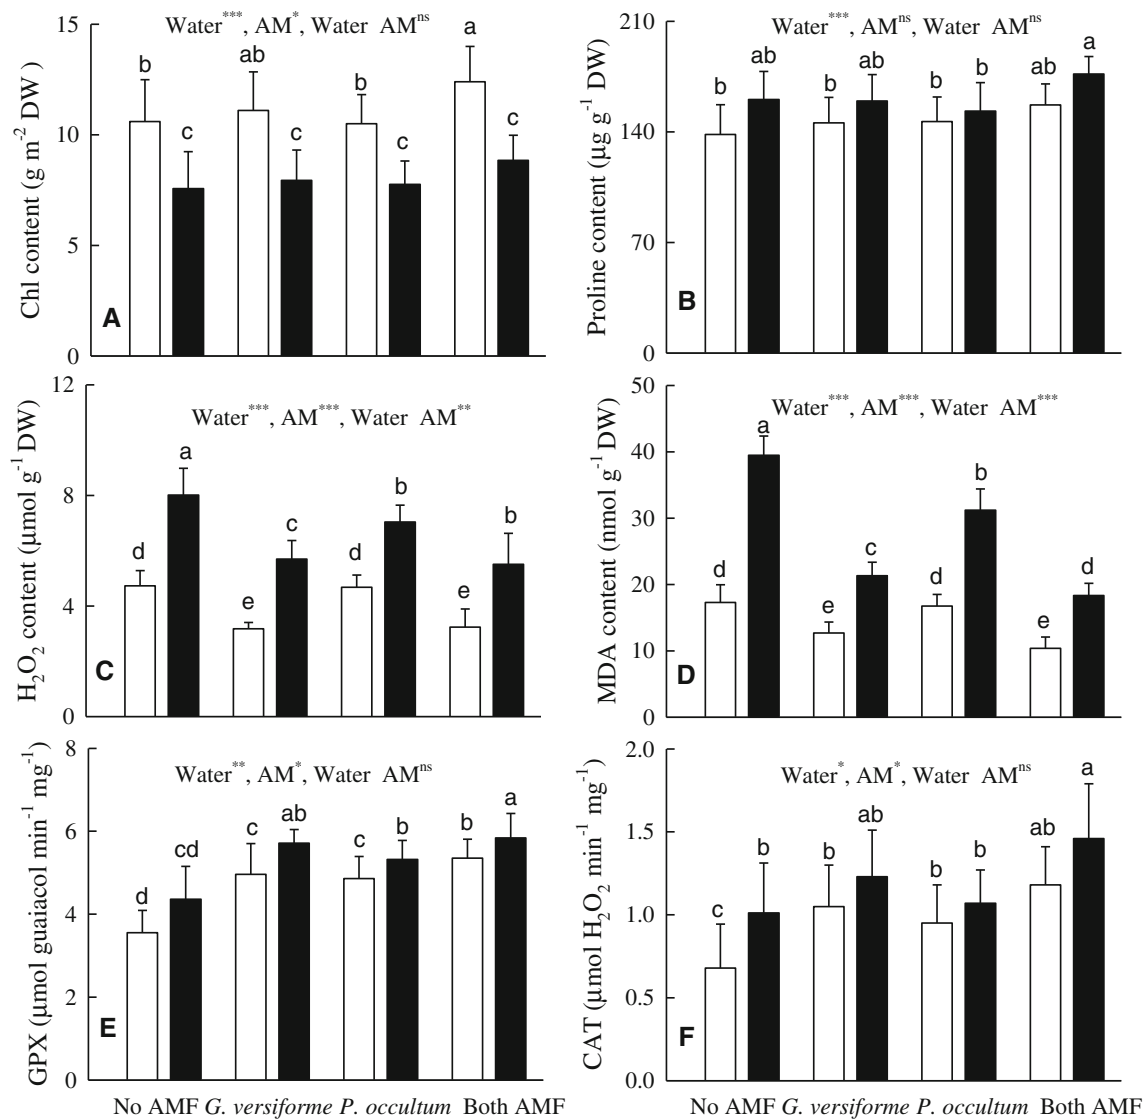 Water***, AM*, Water AMns
15
10
5
0
Chl content (g m-2 DW)
b
c
ab
c
b
c
a
c
A
Water***, AMns, Water AMns
210
140
70
0
Proline content (µg g-1 DW)
b
ab
b
ab
b
b
ab
a
B
Water***, AM***, Water AM**
12
8
4
0
H2O2 content (µmol g-1 DW)
d
a
e
c
d
b
e
b
C
Water***, AM***, Water AM***
50
40
30
20
10
0
MDA content (nmol g-1 DW)
d
a
e
c
d
b
e
d
D
Water**, AM*, Water AMns
8
6
4
2
0
GPX (µmol guaiacol min-1 mg-1)
d
cd
c
ab
c
b
b
a
E
Water*, AM*, Water AMns
2.0
1.5
1.0
0.5
0.0
CAT (µmol H2O2 min-1 mg-1)
c
b
b
ab
b
b
ab
a
F
No AMF G. versiforme P. occultum Both AMF
No AMF G. versiforme P. occultum Both AMF